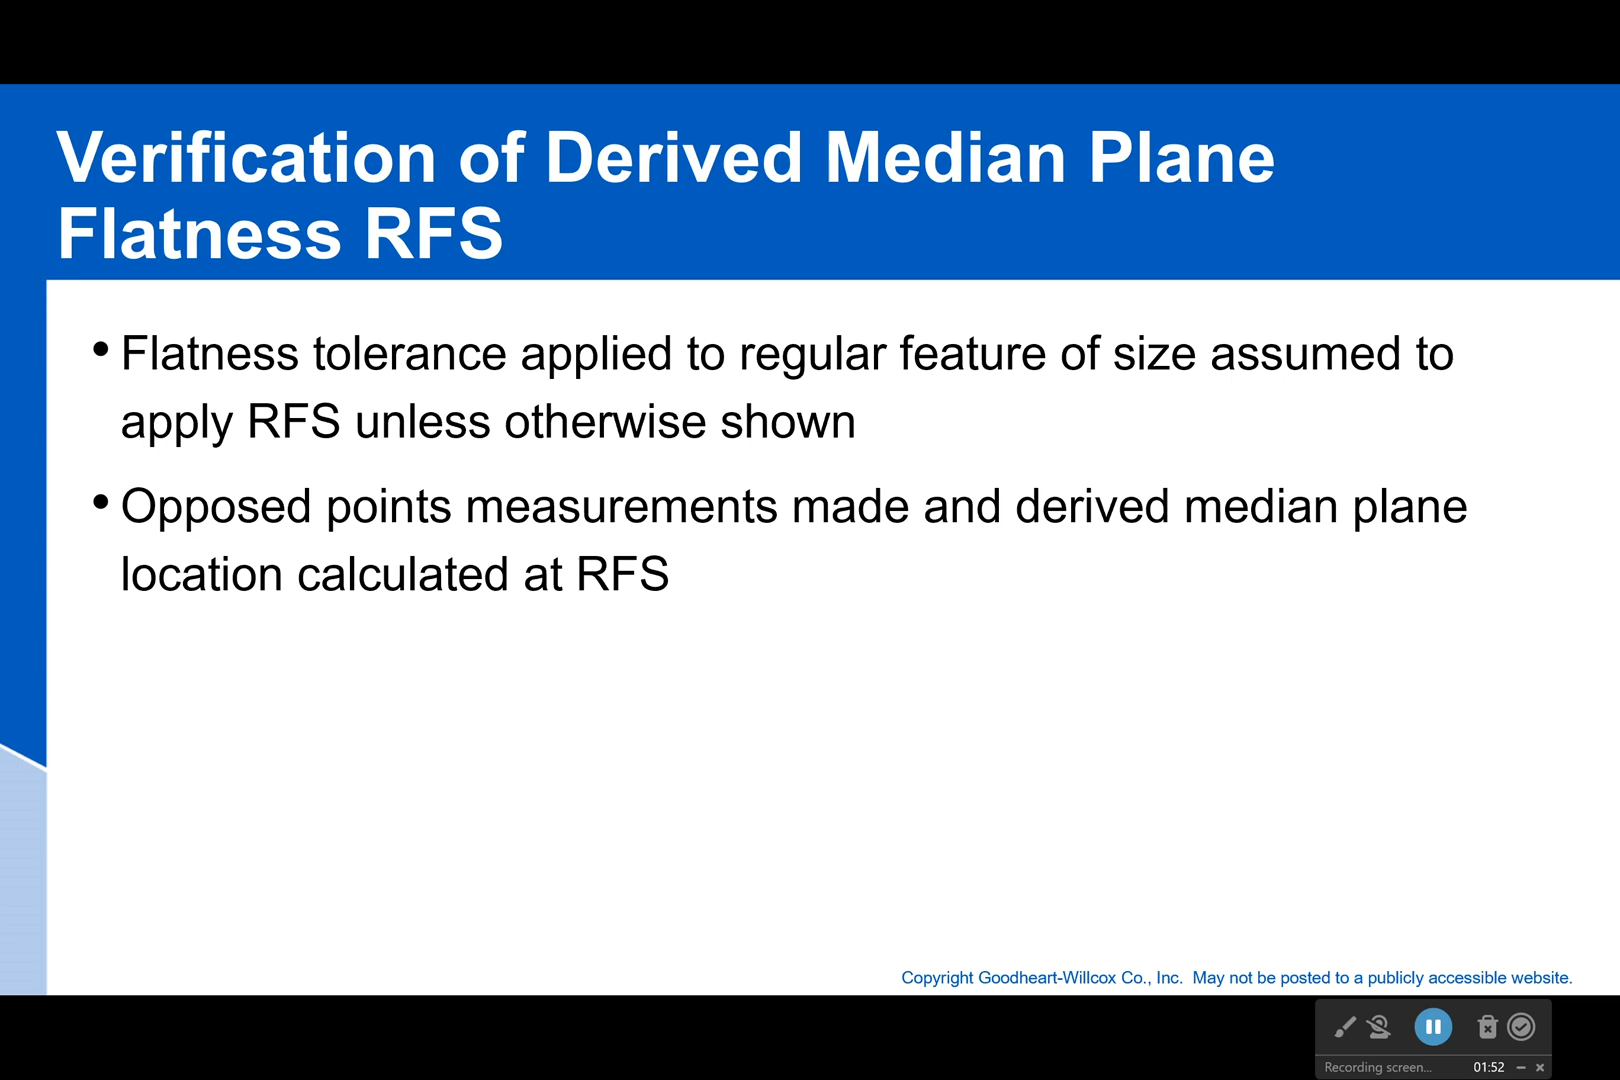 Verification of Derived Median Plane
Flatness RFS
• Flatness tolerance applied to regular feature of size assumed to
apply RFS unless otherwise shown
• Opposed points measurements made and derived median plane
location calculated at RFS
Copyright Goodheart-Willcox Co., Inc.  May not be posted to a publicly accessible website.
Recording screen... 01:52